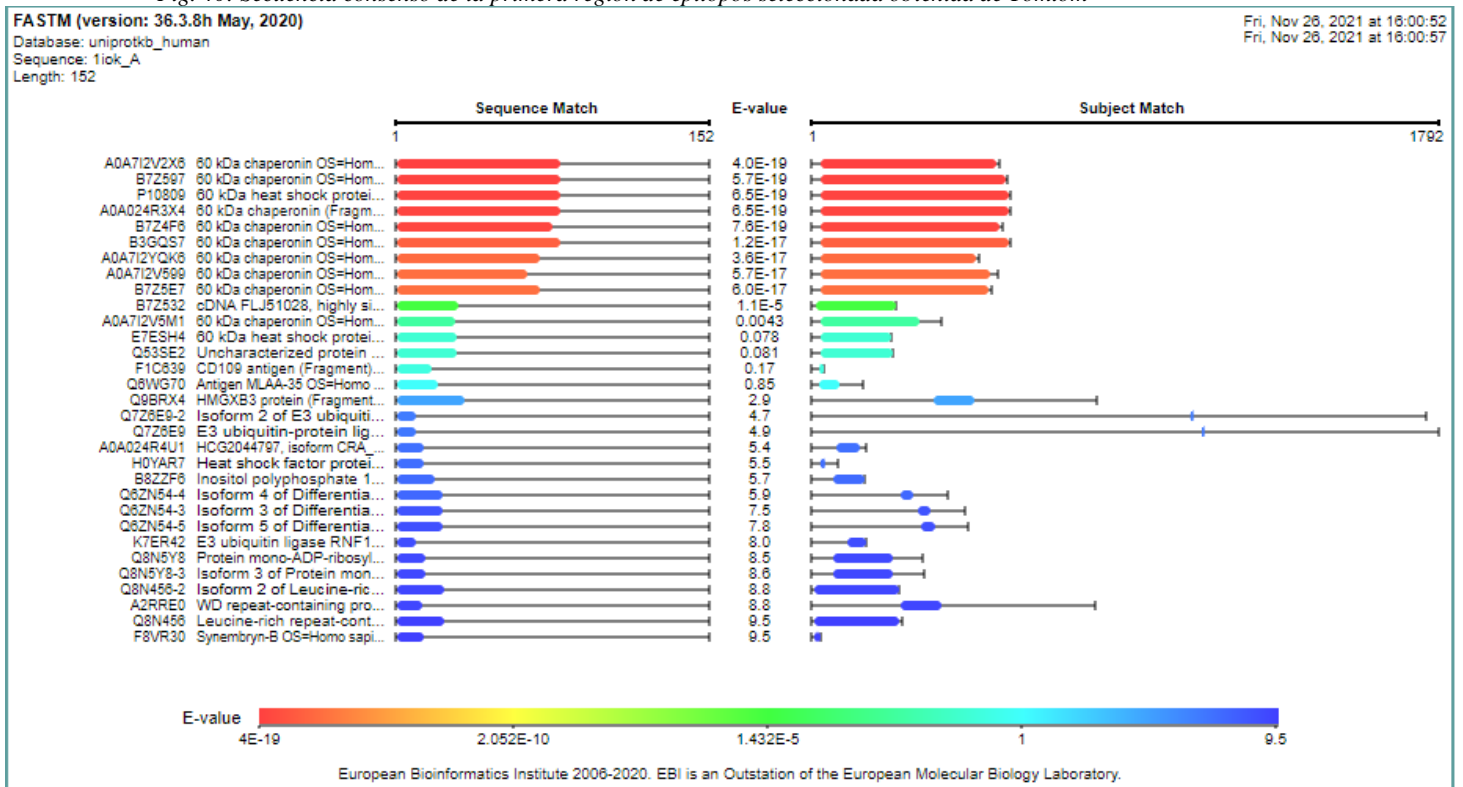 Fig. 40. Secuencia consenso de la primera región de epítopos selecccionada obtenida de Tomtom
FASTM (version: 36.3.8h May, 2020)
Fri, Nov 26, 2021 at 16:00:52
Database: uniprotkb_human
Fri, Nov 26, 2021 at 16:00:57
Sequence: 1iok_A
Length: 152
Sequence Match E-value Subject Match
1 152 1 1792
A0A7I2V2X6 60 kDa chaperonin OS=Hom... 4.0E-19
B7Z597 60 kDa chaperonin OS=Hom... 5.7E-19
P10809 60 kDa heat shock protei... 6.5E-19
A0A024R3X4 60 kDa chaperonin (Fragm... 6.5E-19
B7Z4F6 60 kDa chaperonin OS=Hom... 7.6E-19
B3GQS7 60 kDa chaperonin OS=Hom... 1.2E-17
A0A7I2YQK6 60 kDa chaperonin OS=Hom... 3.6E-17
A0A7I2V599 60 kDa chaperonin OS=Hom... 5.7E-17
B7Z5E7 60 kDa chaperonin OS=Hom... 6.0E-17
B7Z532 cDNA FLJ51028, highly si... 1.1E-5
A0A7I2V5M1 60 kDa chaperonin OS=Hom... 0.0043
E7ESH4 60 kDa heat shock protei... 0.078
Q53SE2 Uncharacterized protein ... 0.081
F1C639 CD109 antigen (Fragment)... 0.17
Q6WG70 Antigen MLAA-35 OS=Homo ... 0.85
Q9BRX4 HMGXB3 protein (Fragment... 2.9
Q7Z6E9-2 Isoform 2 of E3 ubiquiti... 4.7
Q7Z6E9 E3 ubiquitin-protein lig... 4.9
A0A024R4U1 HCG2044797, isoform CRA_... 5.4
H0YAR7 Heat shock factor protei... 5.5
B8ZZF6 Inositol polyphosphate 1... 5.7
Q6ZN54-4 Isoform 4 of Differentia... 5.9
Q6ZN54-3 Isoform 3 of Differentia... 7.5
Q6ZN54-5 Isoform 5 of Differentia... 7.8
K7ER42 E3 ubiquitin ligase RNF1... 8.0
Q8N5Y8 Protein mono-ADP-ribosyl... 8.5
Q8N5Y8-3 Isoform 3 of Protein mon... 8.6
Q8N456-2 Isoform 2 of Leucine-ric... 8.8
A2RRE0 WD repeat-containing pro... 8.8
Q8N456 Leucine-rich repeat-cont... 9.5
F8VR30 Synembryn-B OS=Homo sapi... 9.5
E-value
4E-19 2.052E-10 1.432E-5 1 9.5
European Bioinformatics Institute 2006-2020. EBI is an Outstation of the European Molecular Biology Laboratory.